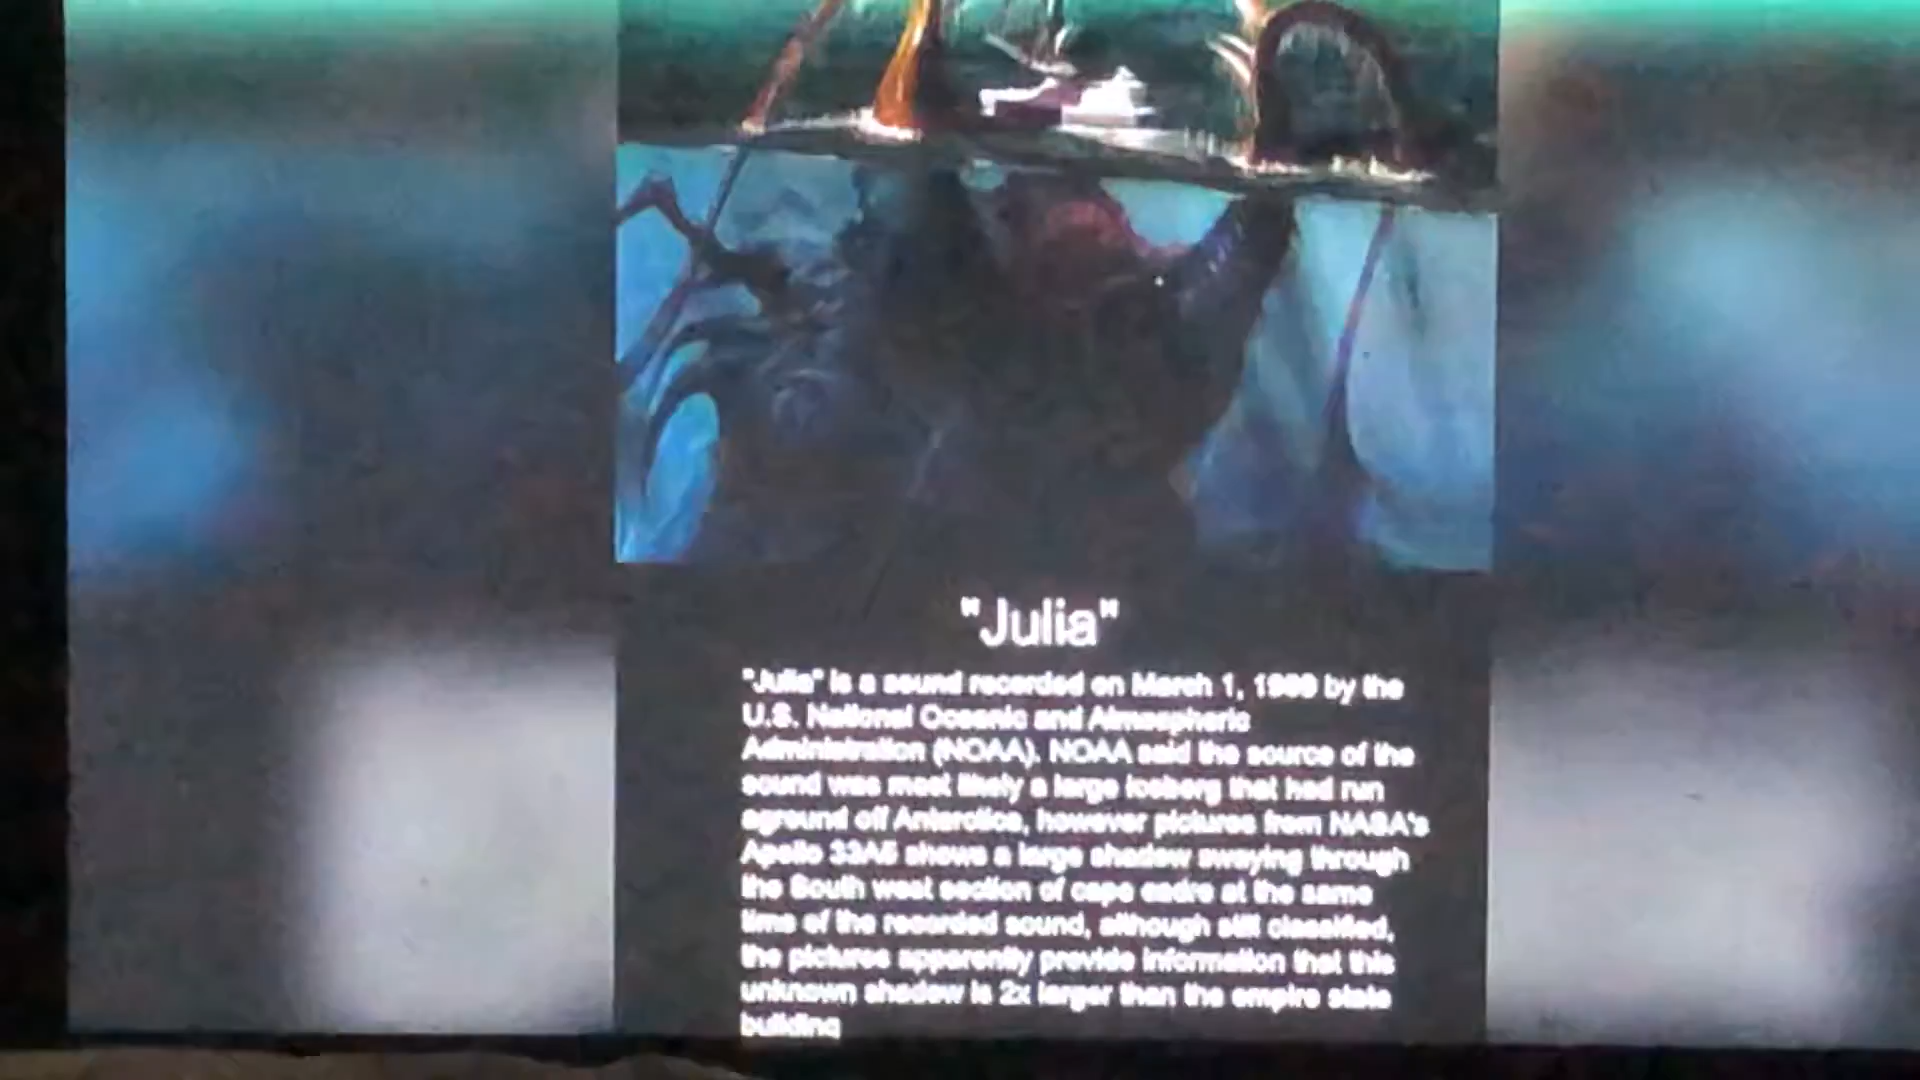 "Julia"
"Julia" is a sound recorded on March 1, 1999 by the
U.S. National Oceanic and Atmospheric
Administration (NOAA). NOAA said the source of the
sound was most likely a large iceberg that had run
aground off Antarctica, however pictures from NASA's
Apollo 33A5 shows a large shadow swaying through
the South west section of cape cadre at the same
time of the recorded sound, although still classified,
the pictures apparently provide information that this
unknown shadow is 2x larger than the empire state
building